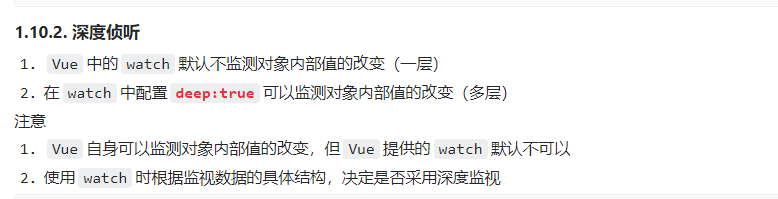 1.10.2. 深度侦听
1. Vue 中的 watch 默认不监测对象内部值的改变（一层）
2. 在 watch 中配置 deep:true 可以监测对象内部值的改变（多层）
注意
1. Vue 自身可以监测对象内部值的改变，但 Vue 提供的 watch 默认不可以
2. 使用 watch 时根据监视数据的具体结构，决定是否采用深度监视